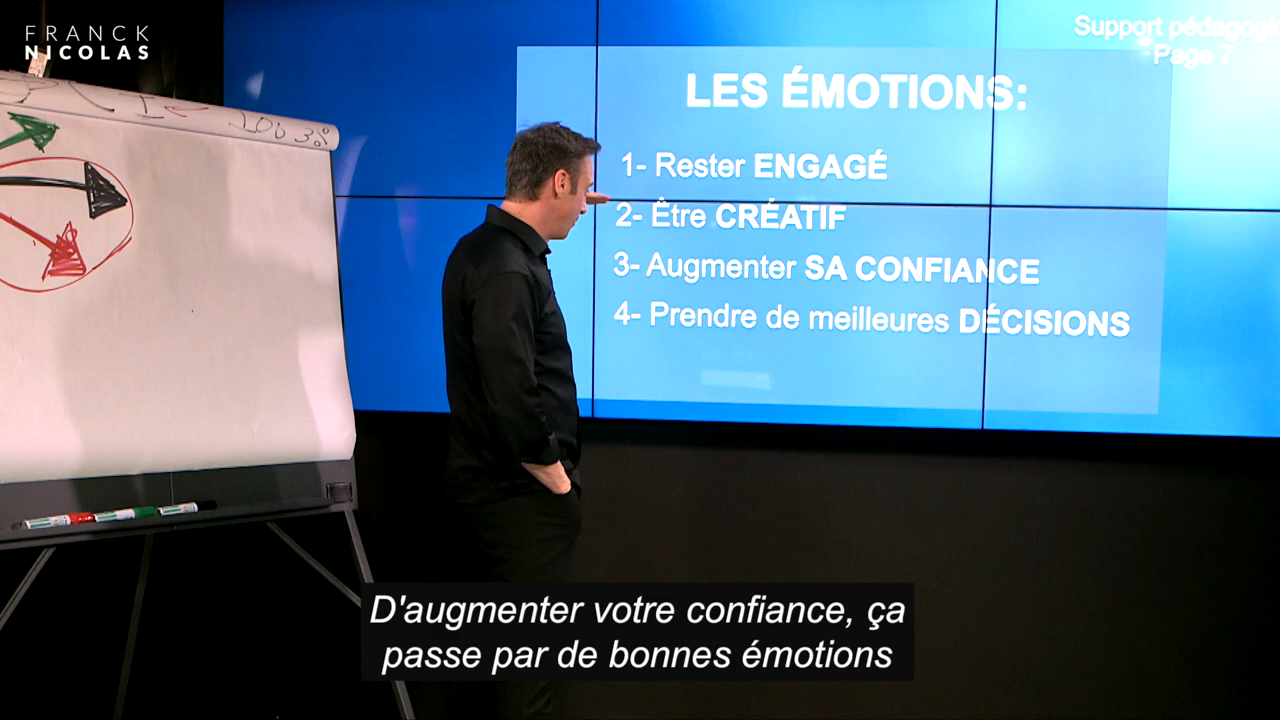 FRANCK
NICOLAS
Support
Page 7
LES ÉMOTIONS:
1- Rester ENGAGÉ
2- Être CRÉATIF
3- Augmenter SA CONFIANCE
4- Prendre de meilleures DÉCISIONS
D'augmenter votre confiance, ça
passe par de bonnes émotions